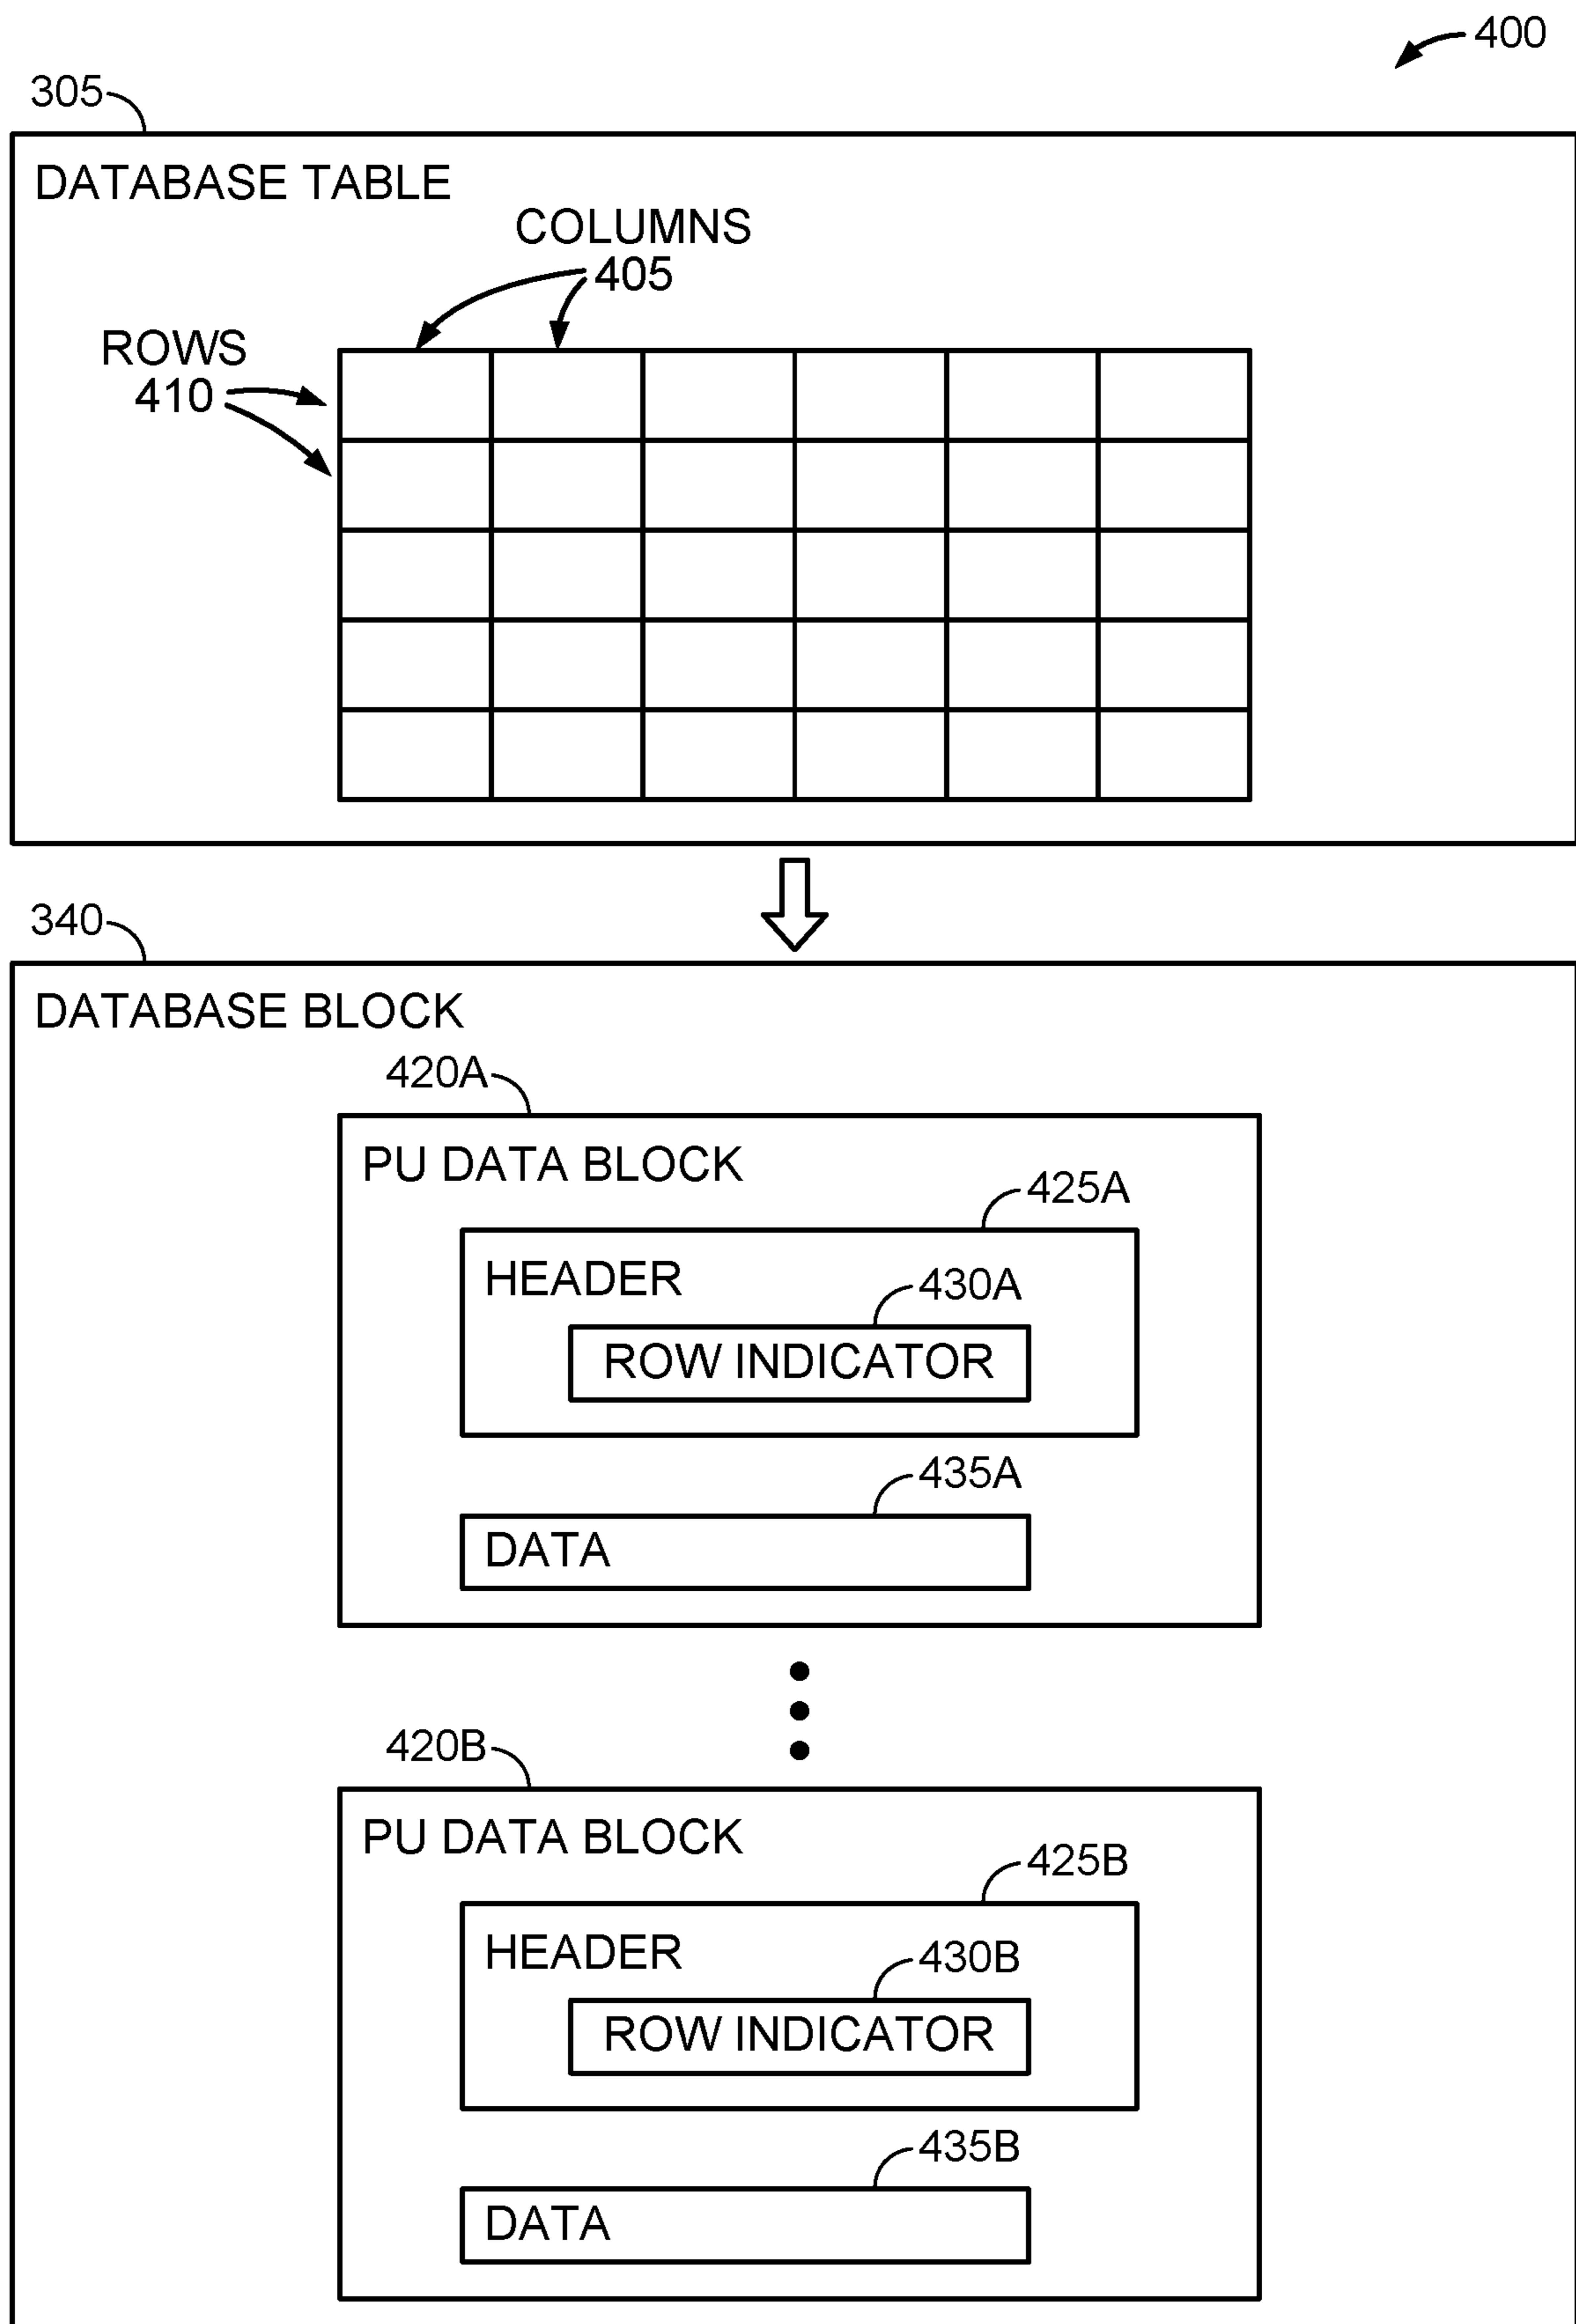 400
305
DATABASE TABLE
COLUMNS
405
ROWS
410
340
DATABASE BLOCK
420A
PU DATA BLOCK
425A
HEADER
430A
ROW INDICATOR
435A
DATA
420B
PU DATA BLOCK
425B
HEADER
430B
ROW INDICATOR
435B
DATA